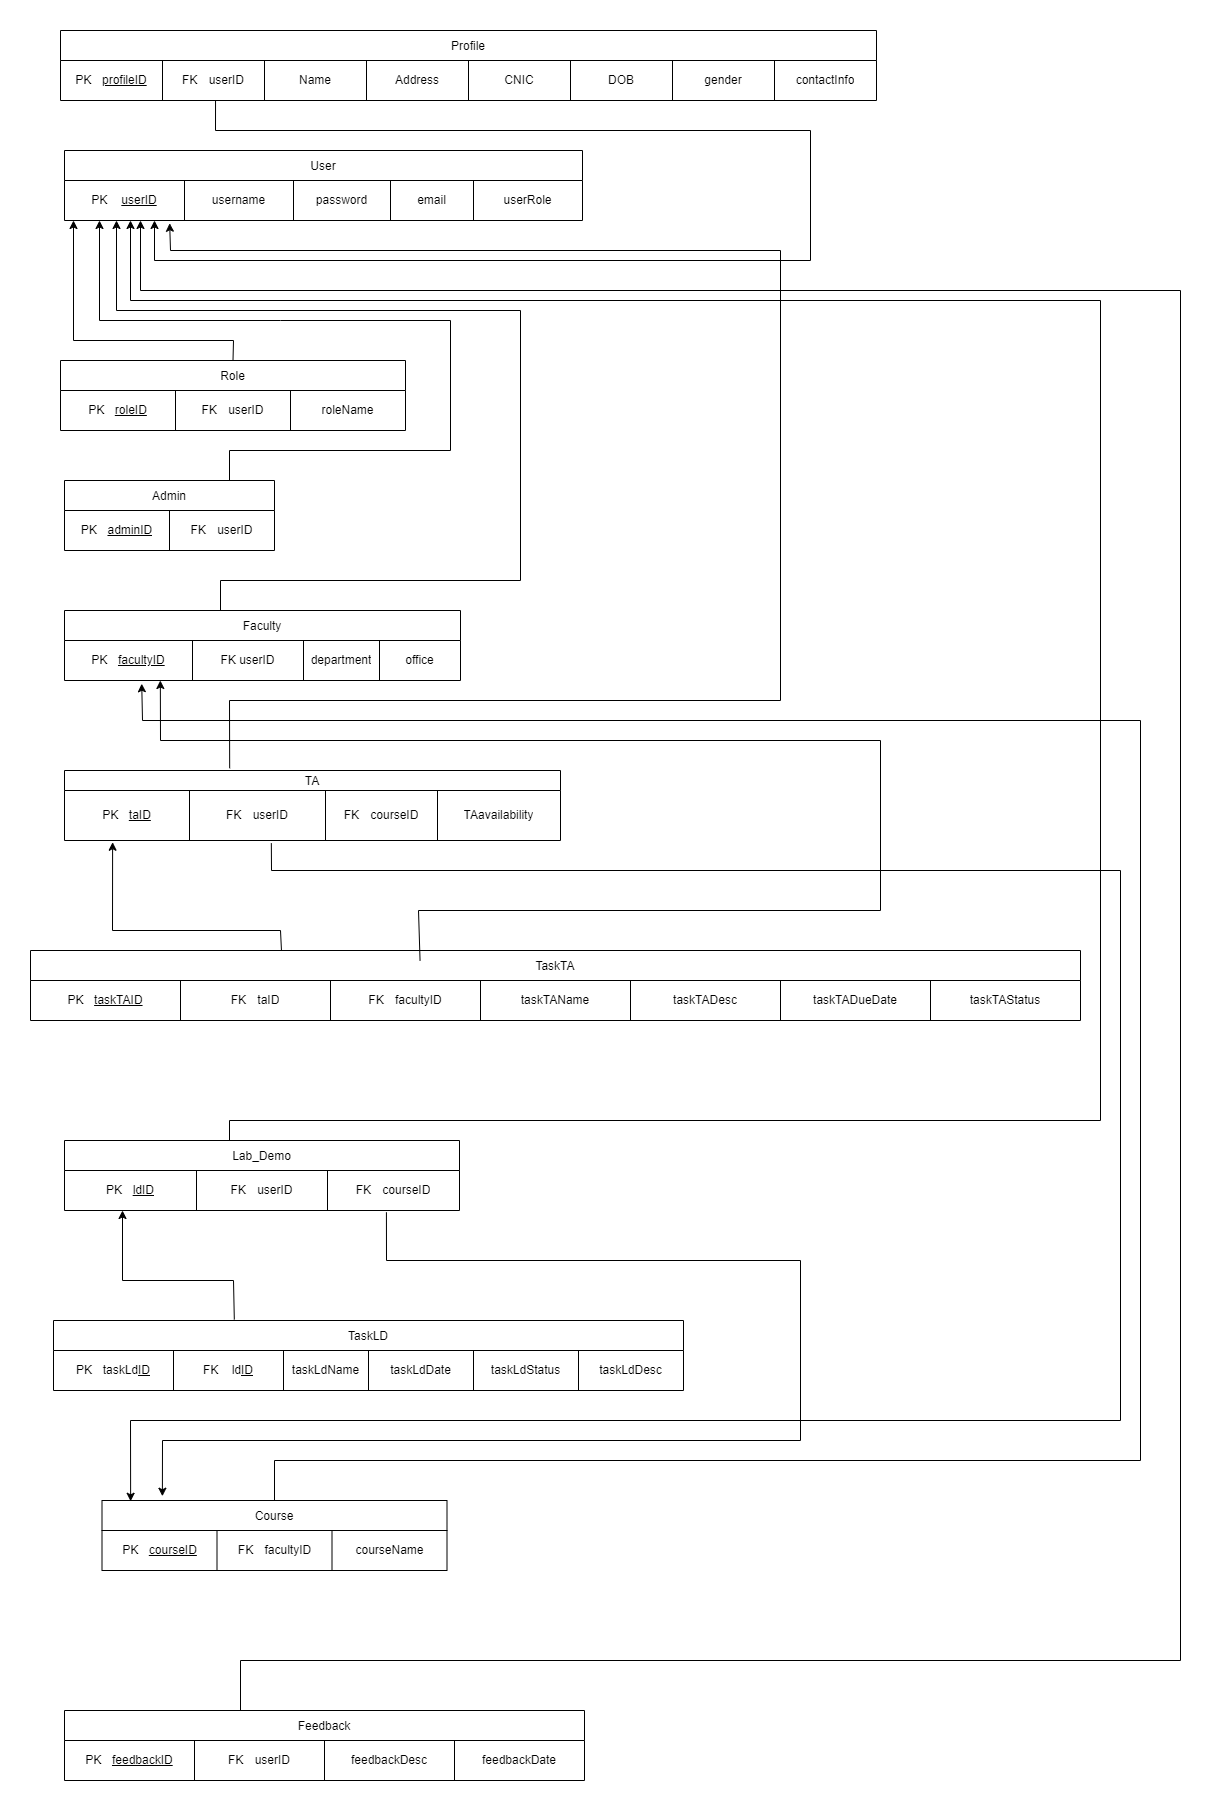 Profile
PK profileID FK userID Name Address CNIC DOB gender contactInfo
User
PK userID username password email userRole
Role
PK roleID FK userID roleName
Admin
PK adminID FK userID
Faculty
PK facultyID FK userID department office
TA
PK taID FK userID FK courseID TAavailability
TaskTA
PK taskTAID FK taID FK facultyID taskTAName taskTADesc taskTADueDate taskTAStatus
Lab_Demo
PK ldID FK userID FK courseID
TaskLD
PK taskLdID FK ldID taskLdName taskLdDate taskLdStatus taskLdDesc
Course
PK courseID FK facultyID courseName
Feedback
PK feedbackID FK userID feedbackDesc feedbackDate